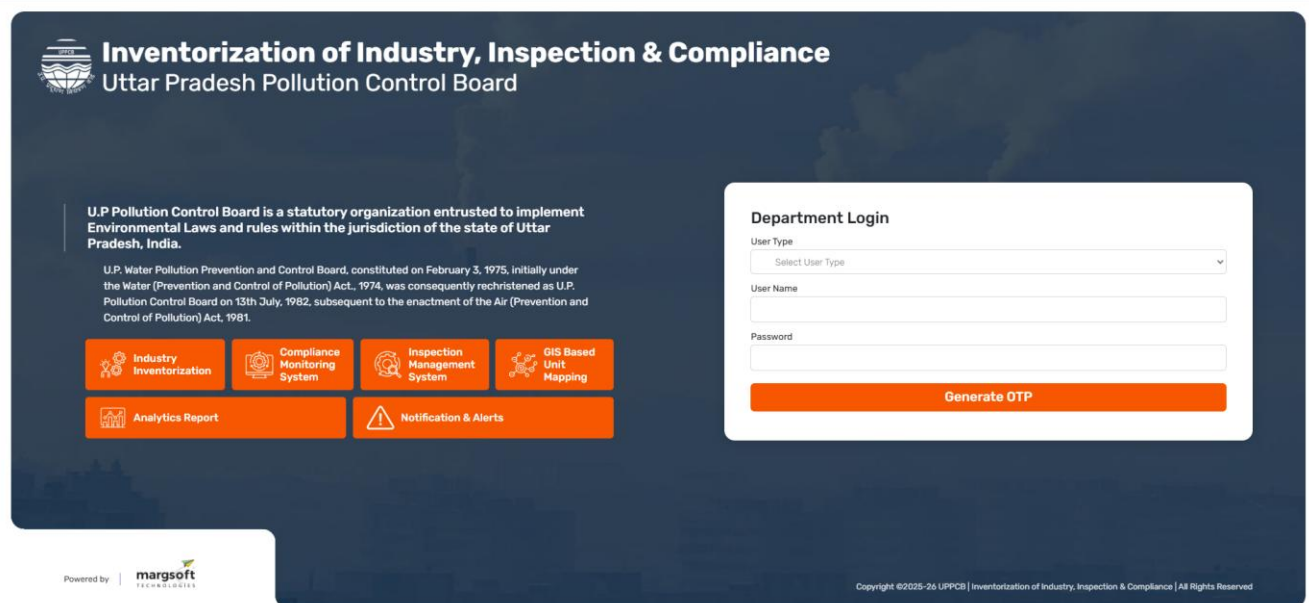 UPPCB
Inventorization of Industry, Inspection & Compliance
Uttar Pradesh Pollution Control Board
U.P Pollution Control Board is a statutory organization entrusted to implement
Environmental Laws and rules within the jurisdiction of the state of Uttar
Pradesh, India.
U.P. Water Pollution Prevention and Control Board, constituted on February 3, 1975, initially under
the Water (Prevention and Control of Pollution) Act., 1974, was consequently rechristened as U.P.
Pollution Control Board on 13th July, 1982, subsequent to the enactment of the Air (Prevention and
Control of Pollution) Act, 1981.
Industry
Inventorization
Compliance
Monitoring
System
Inspection
Management
System
GIS Based
Unit
Mapping
Analytics Report
Notification & Alerts
Department Login
User Type
Select User Type
User Name
Password
Generate OTP
Powered by
margsoft
TECHNOLOGIES
Copyright ©2025-26 UPPCB | Inventorization of Industry, Inspection & Compliance | All Rights Reserved